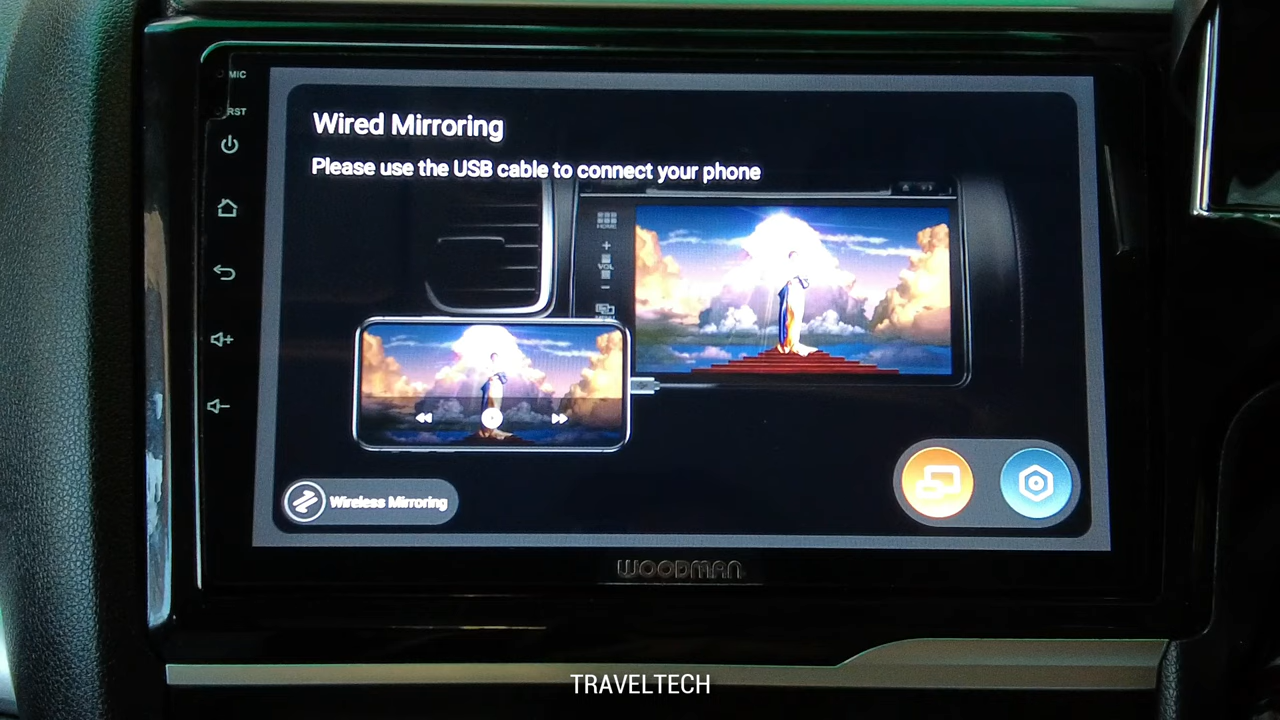 MIC
RST
Wired Mirroring
Please use the USB cable to connect your phone
HOME
VOL
Wireless Mirroring
WOODMAN
TRAVELTECH